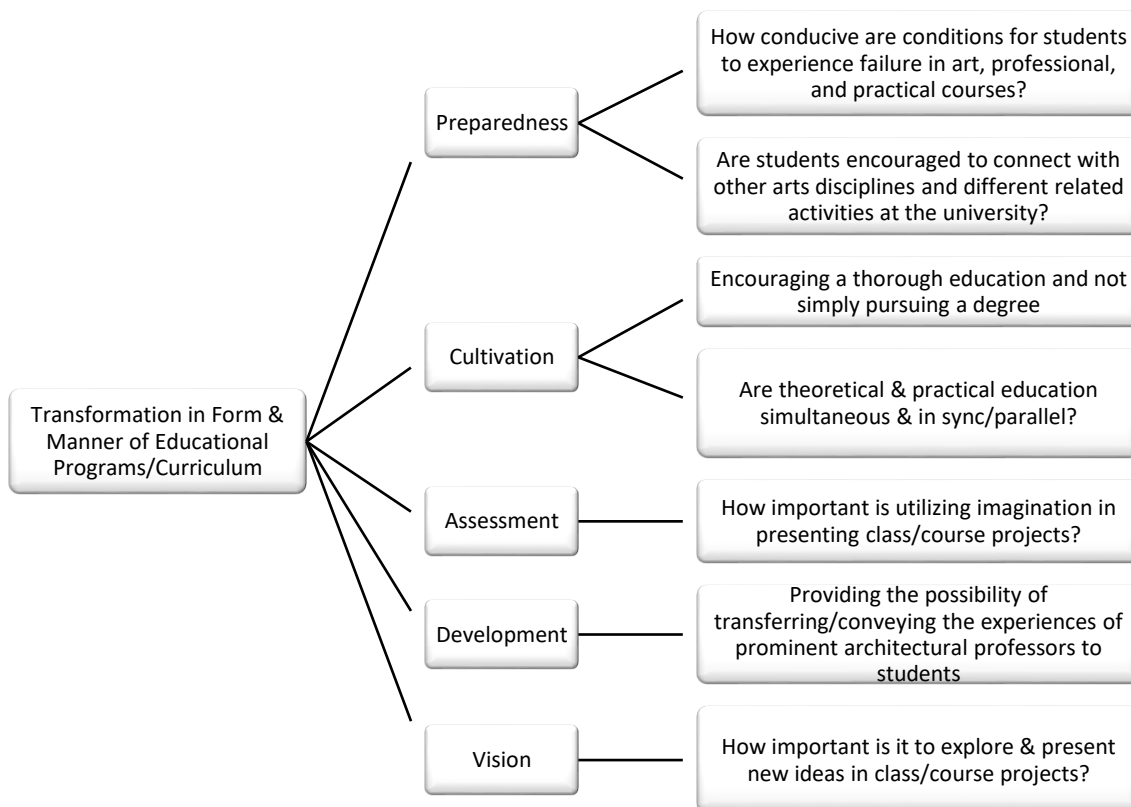 Transformation in Form &
Manner of Educational
Programs/Curriculum
Preparedness
How conducive are conditions for students
to experience failure in art, professional,
and practical courses?
Are students encouraged to connect with
other arts disciplines and different related
activities at the university?
Cultivation
Encouraging a thorough education and not
simply pursuing a degree
Are theoretical & practical education
simultaneous & in sync/parallel?
Assessment
How important is utilizing imagination in
presenting class/course projects?
Development
Providing the possibility of
transferring/conveying the experiences of
prominent architectural professors to
students
Vision
How important is it to explore & present
new ideas in class/course projects?